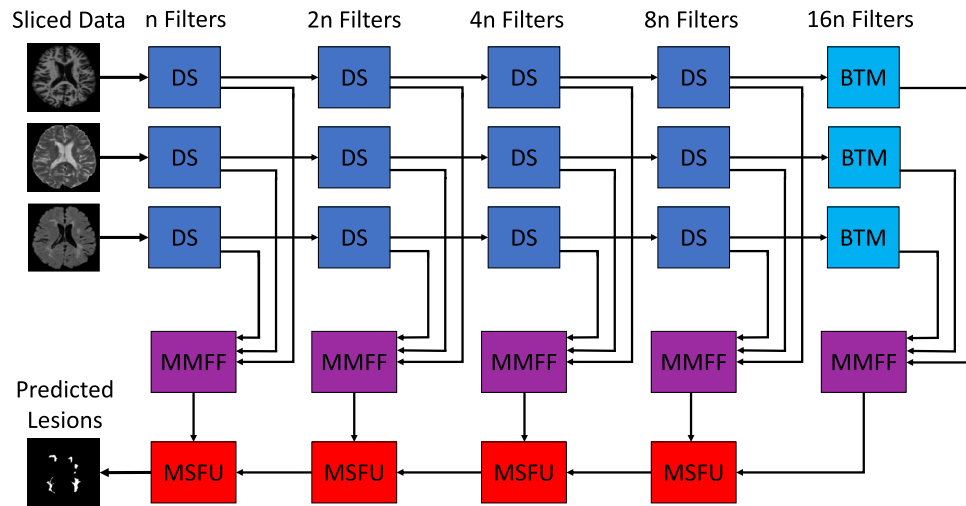 Sliced Data n Filters 2n Filters 4n Filters 8n Filters 16n Filters
DS DS DS DS BTM
DS DS DS DS BTM
DS DS DS DS BTM
MMFF MMFF MMFF MMFF MMFF
Predicted
Lesions
MSFU MSFU MSFU MSFU